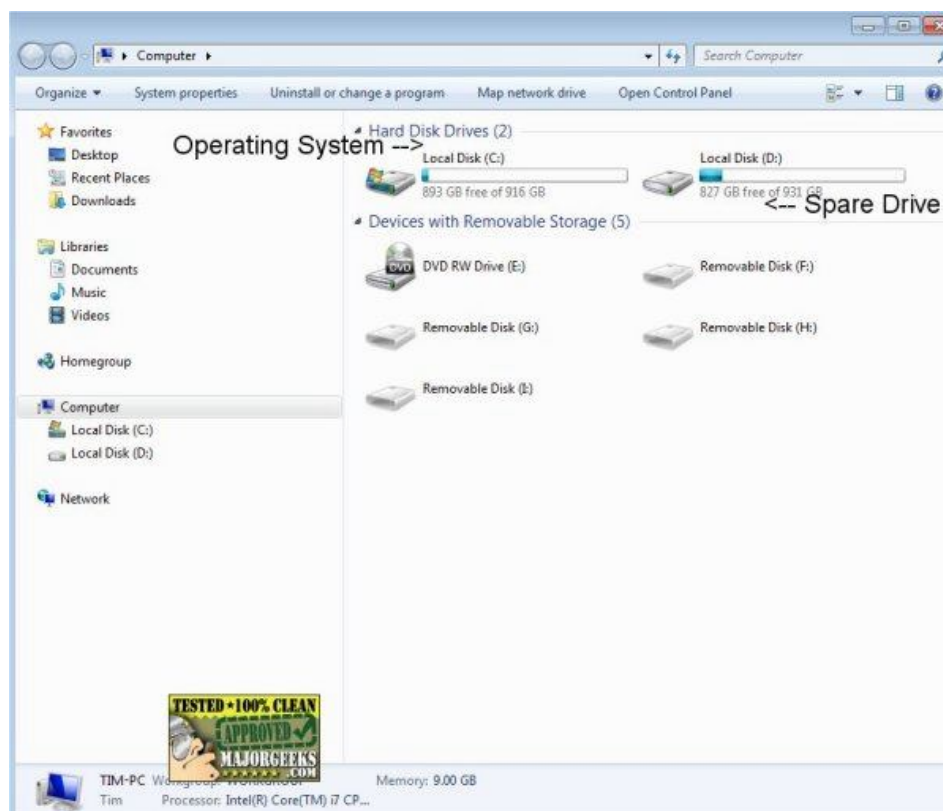 Computer
Search Computer
Organize
System properties
Uninstall or change a program
Map network drive
Open Control Panel
Favorites
Desktop
Recent Places
Downloads
Libraries
Documents
Music
Videos
Homegroup
Computer
Local Disk (C:)
Local Disk (D:)
Network
Hard Disk Drives (2)
Operating System -->
Local Disk (C:)
893 GB free of 916 GB
Local Disk (D:)
827 GB free of 931 GB
<-- Spare Drive
Devices with Removable Storage (5)
DVD RW Drive (E:)
Removable Disk (F:)
Removable Disk (G:)
Removable Disk (H:)
Removable Disk (I:)
TESTED ★ 100% CLEAN
APPROVED
MAJORGEEKS
.COM
TIM-PC
Memory: 9.00 GB
Tim
Processor: Intel(R) Core(TM) i7 CP...